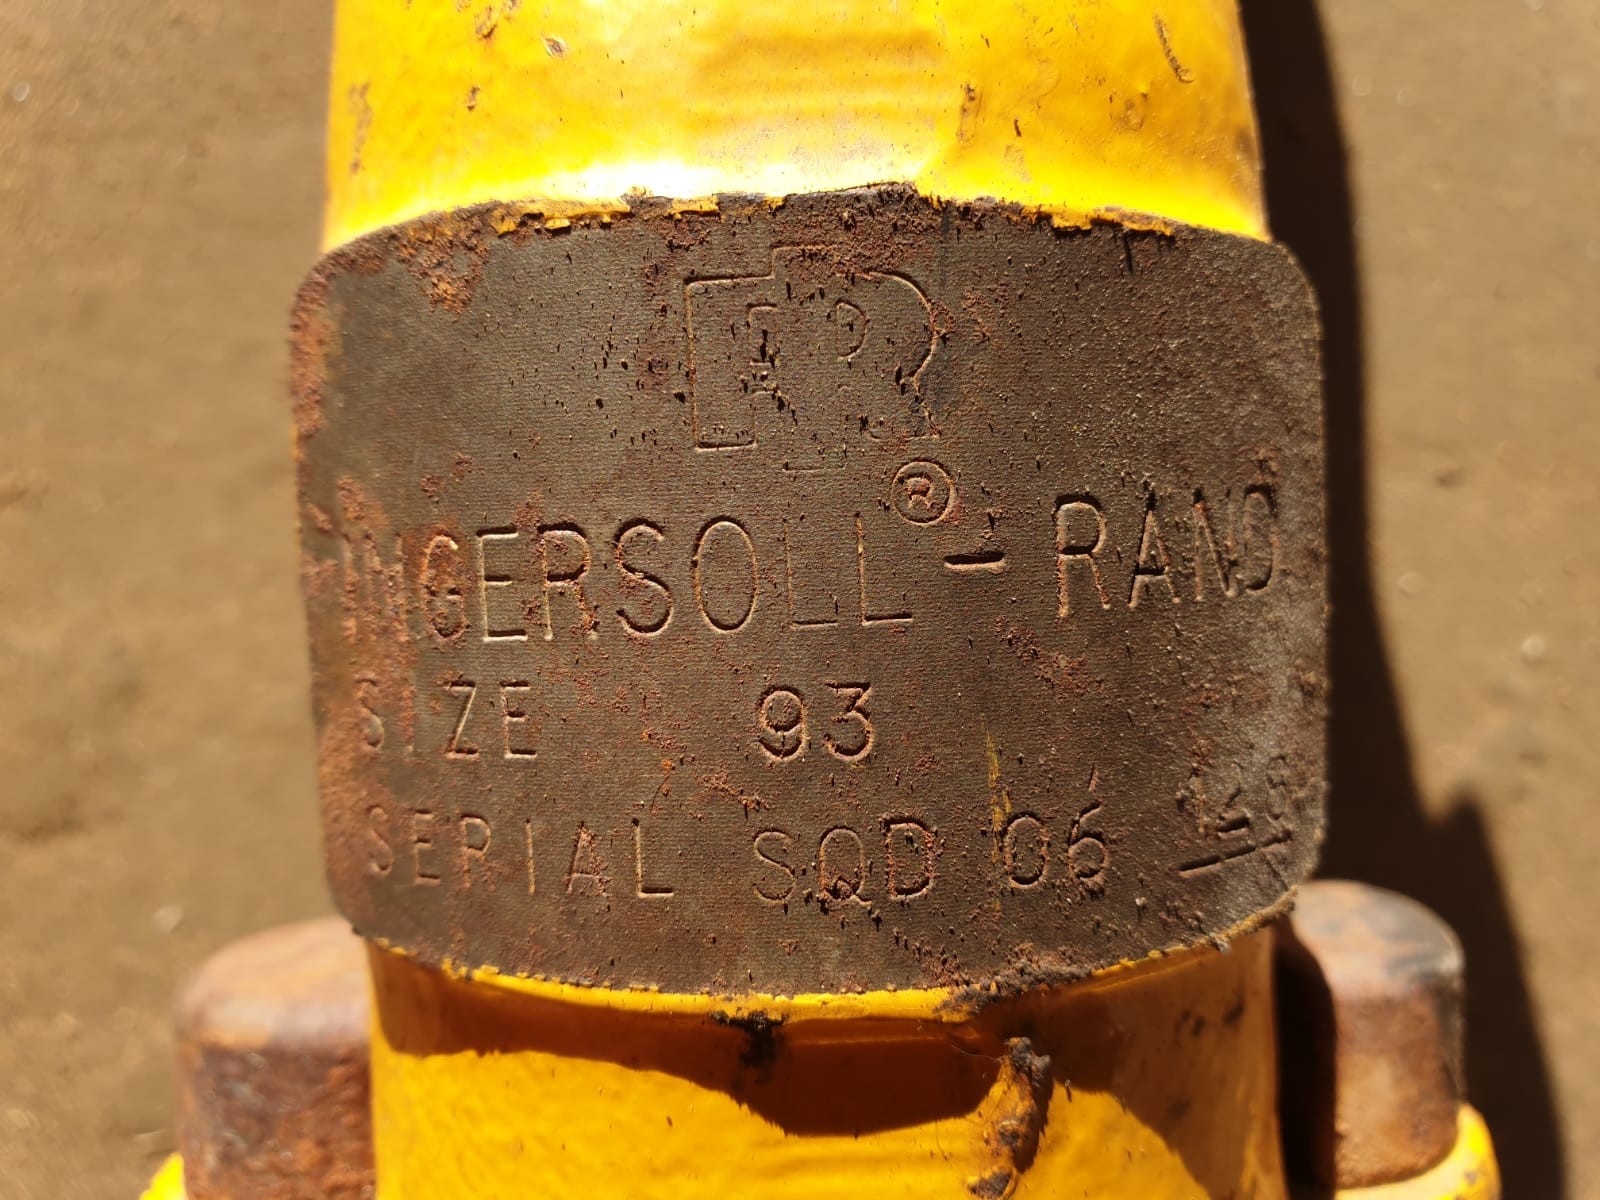 IR
®
INGERSOLL - RAND
SIZE 93
SERIAL SQD 06